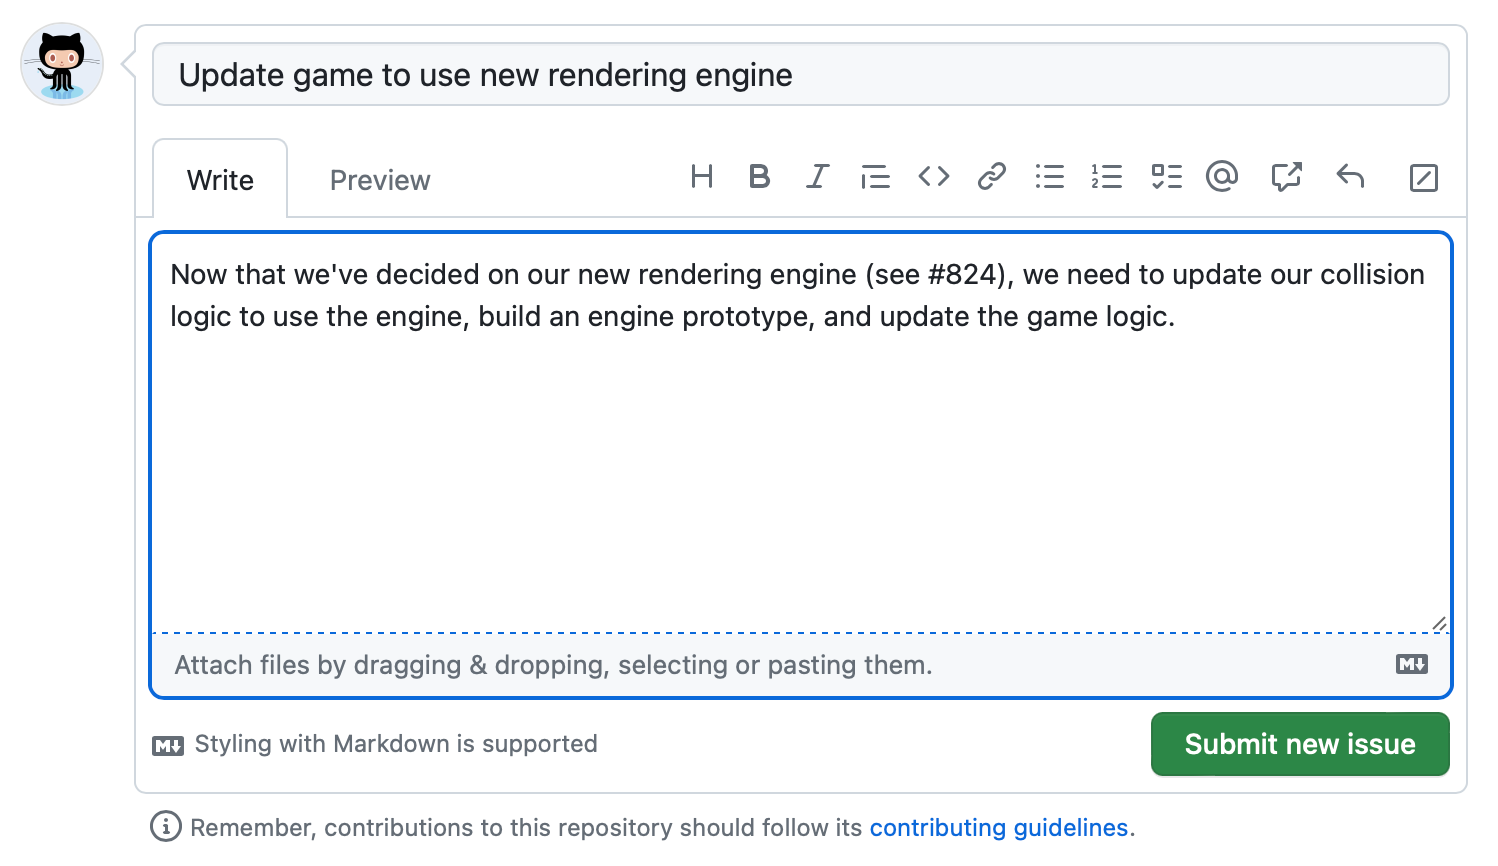 Update game to use new rendering engine
Write Preview
Now that we've decided on our new rendering engine (see #824), we need to update our collision
logic to use the engine, build an engine prototype, and update the game logic.
Attach files by dragging & dropping, selecting or pasting them.
Styling with Markdown is supported
Submit new issue
Remember, contributions to this repository should follow its contributing guidelines.